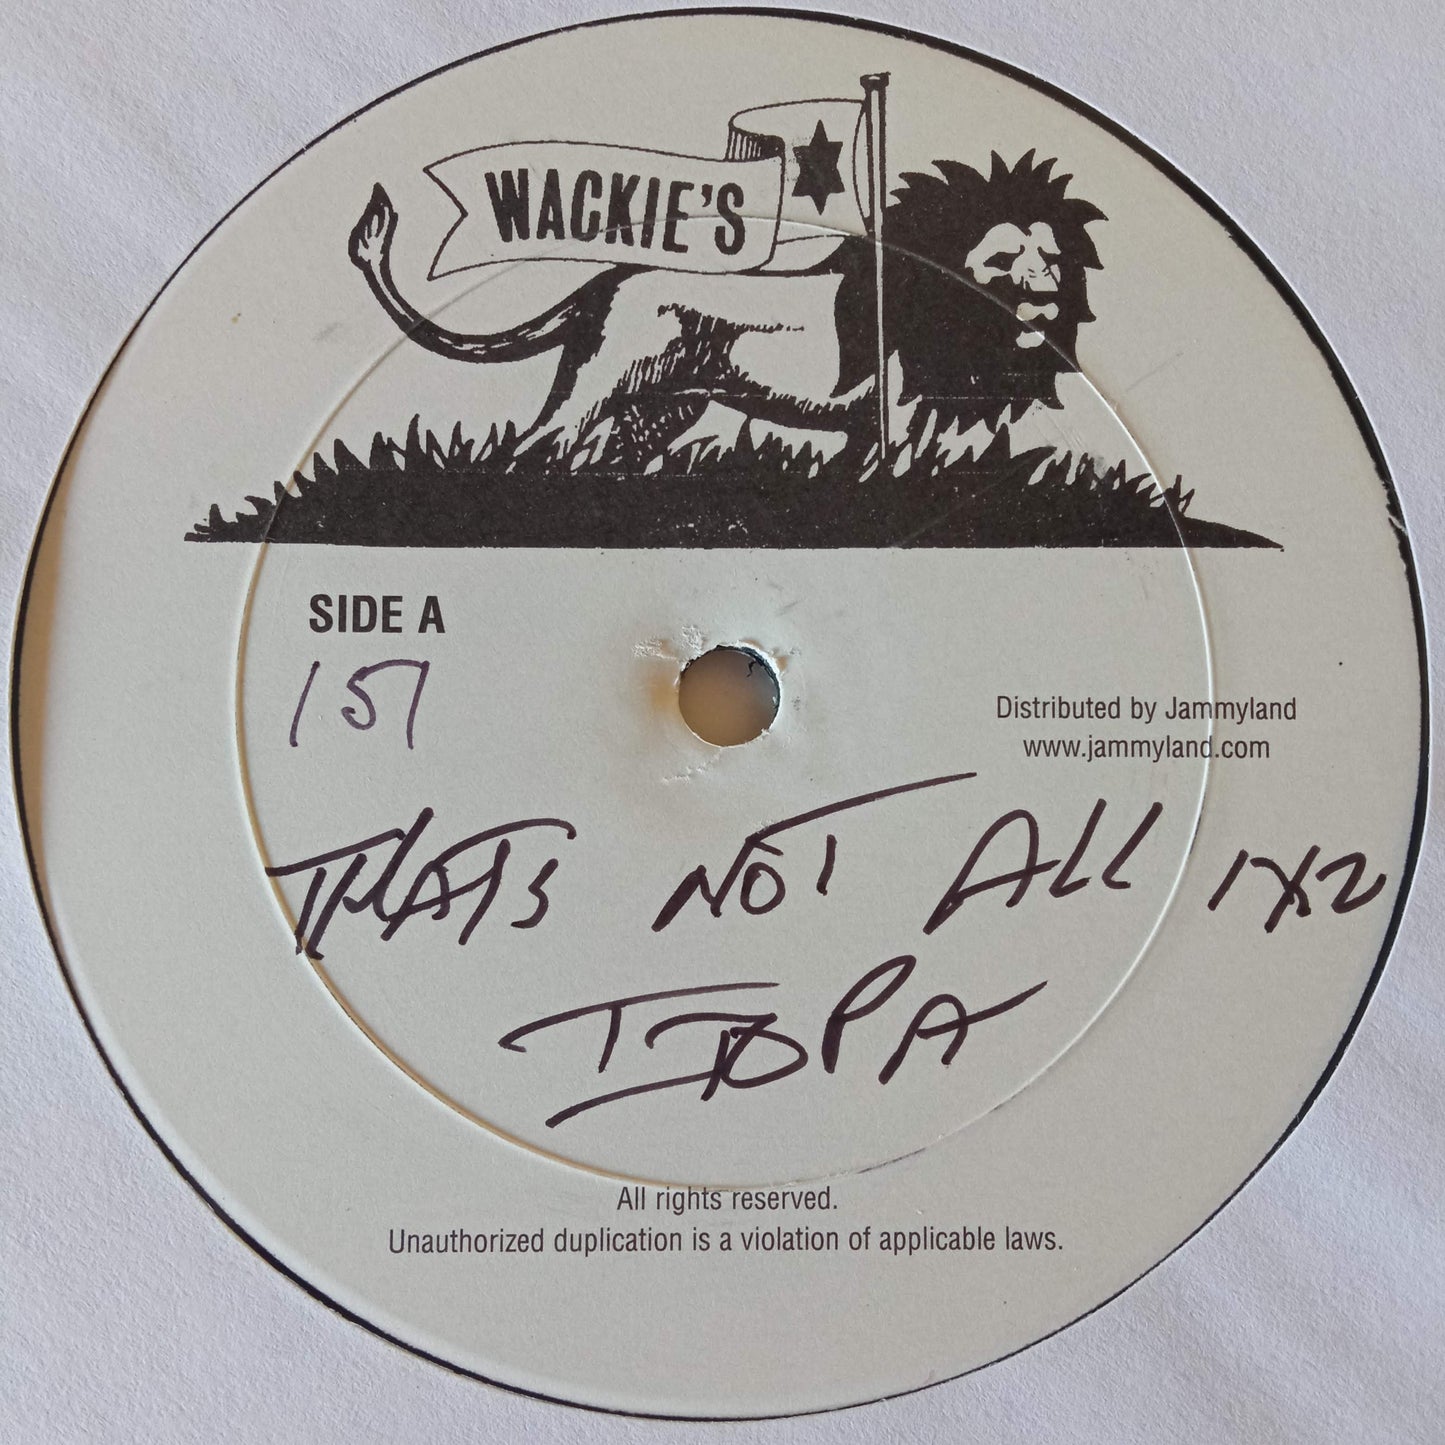 WACKIE'S
SIDE A
151
Distributed by Jammyland
www.jammyland.com
THATS NOT ALL 1X2
All rights reserved.
Unauthorized duplication is a violation of applicable laws.